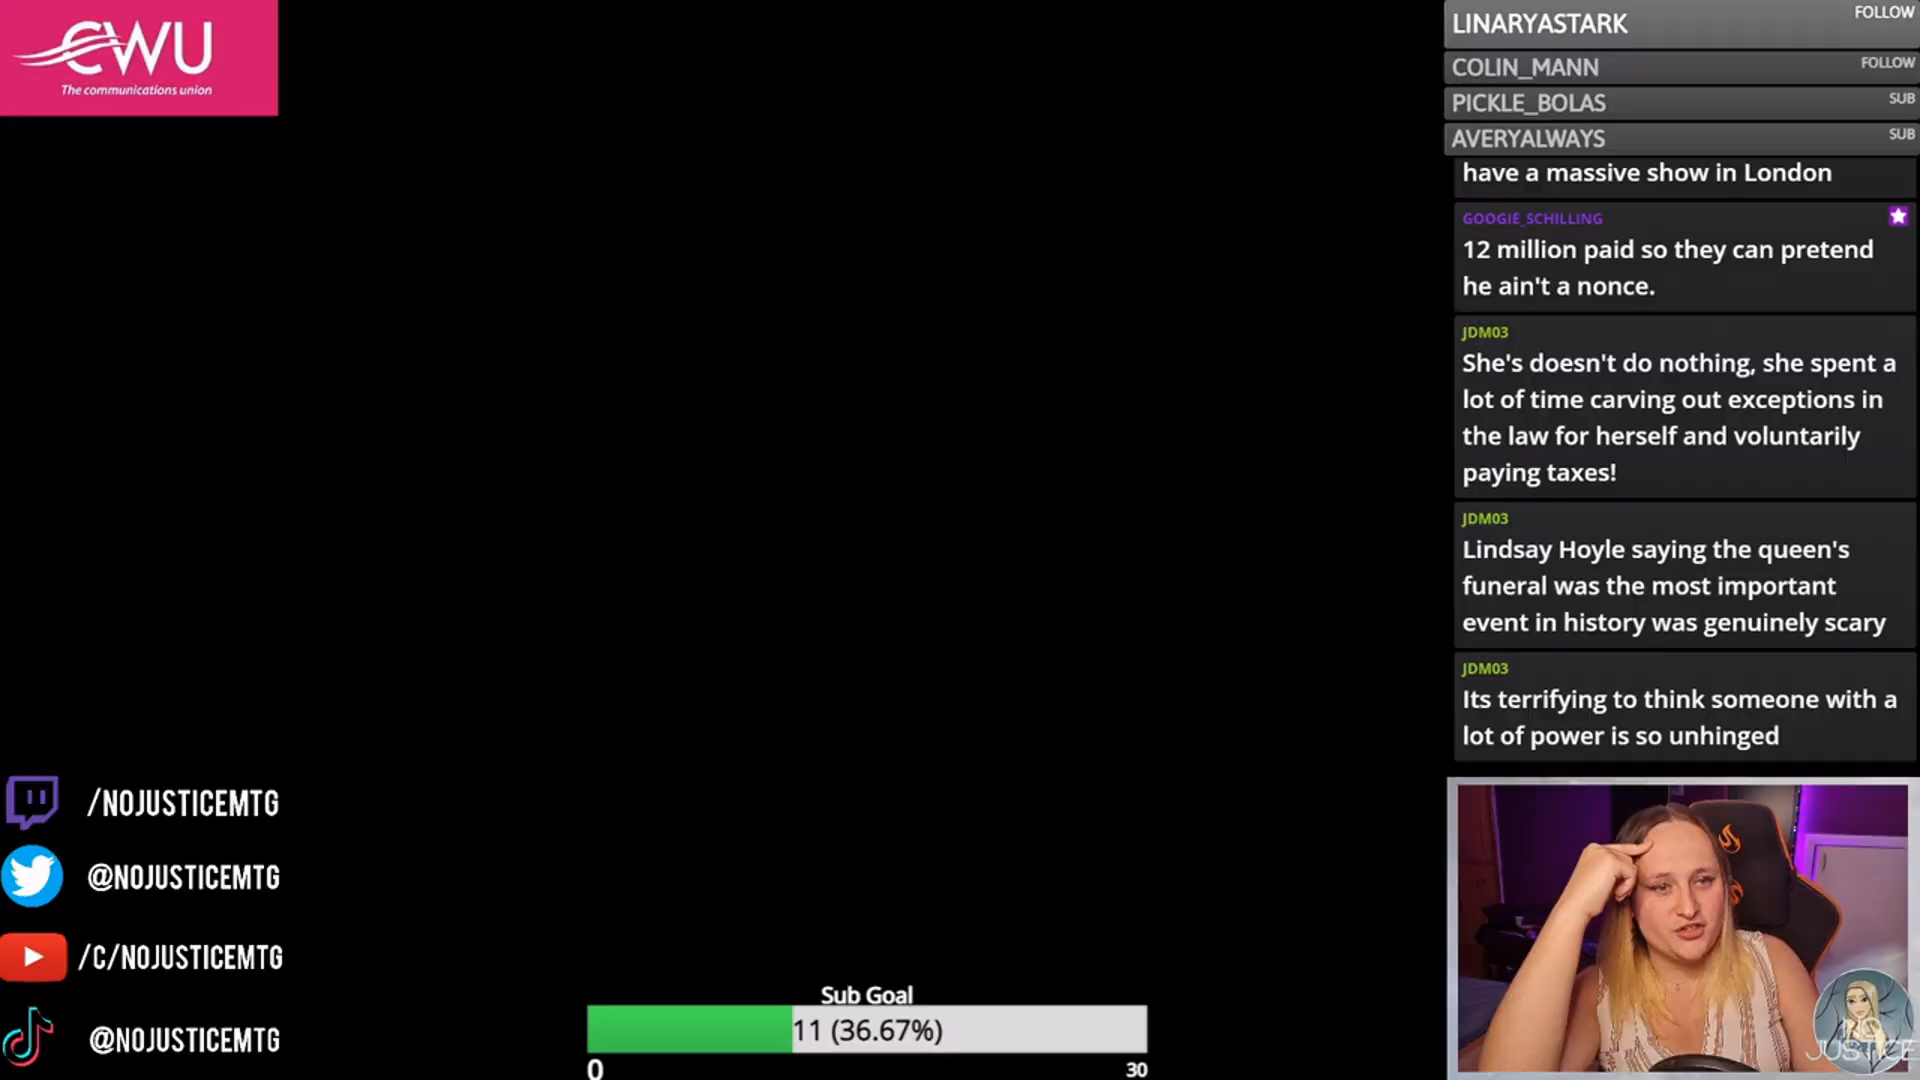 CWU
The communications union
LINARYASTARK FOLLOW
COLIN_MANN FOLLOW
PICKLE_BOLAS SUB
AVERYALWAYS SUB
have a massive show in London
GOOGIE_SCHILLING
12 million paid so they can pretend
he ain't a nonce.
JDM03
She's doesn't do nothing, she spent a
lot of time carving out exceptions in
the law for herself and voluntarily
paying taxes!
JDM03
Lindsay Hoyle saying the queen's
funeral was the most important
event in history was genuinely scary
JDM03
Its terrifying to think someone with a
lot of power is so unhinged
/NOJUSTICEMTG
@NOJUSTICEMTG
/C/NOJUSTICEMTG
@NOJUSTICEMTG
Sub Goal
11 (36.67%)
0 30
NO
JUSTICE